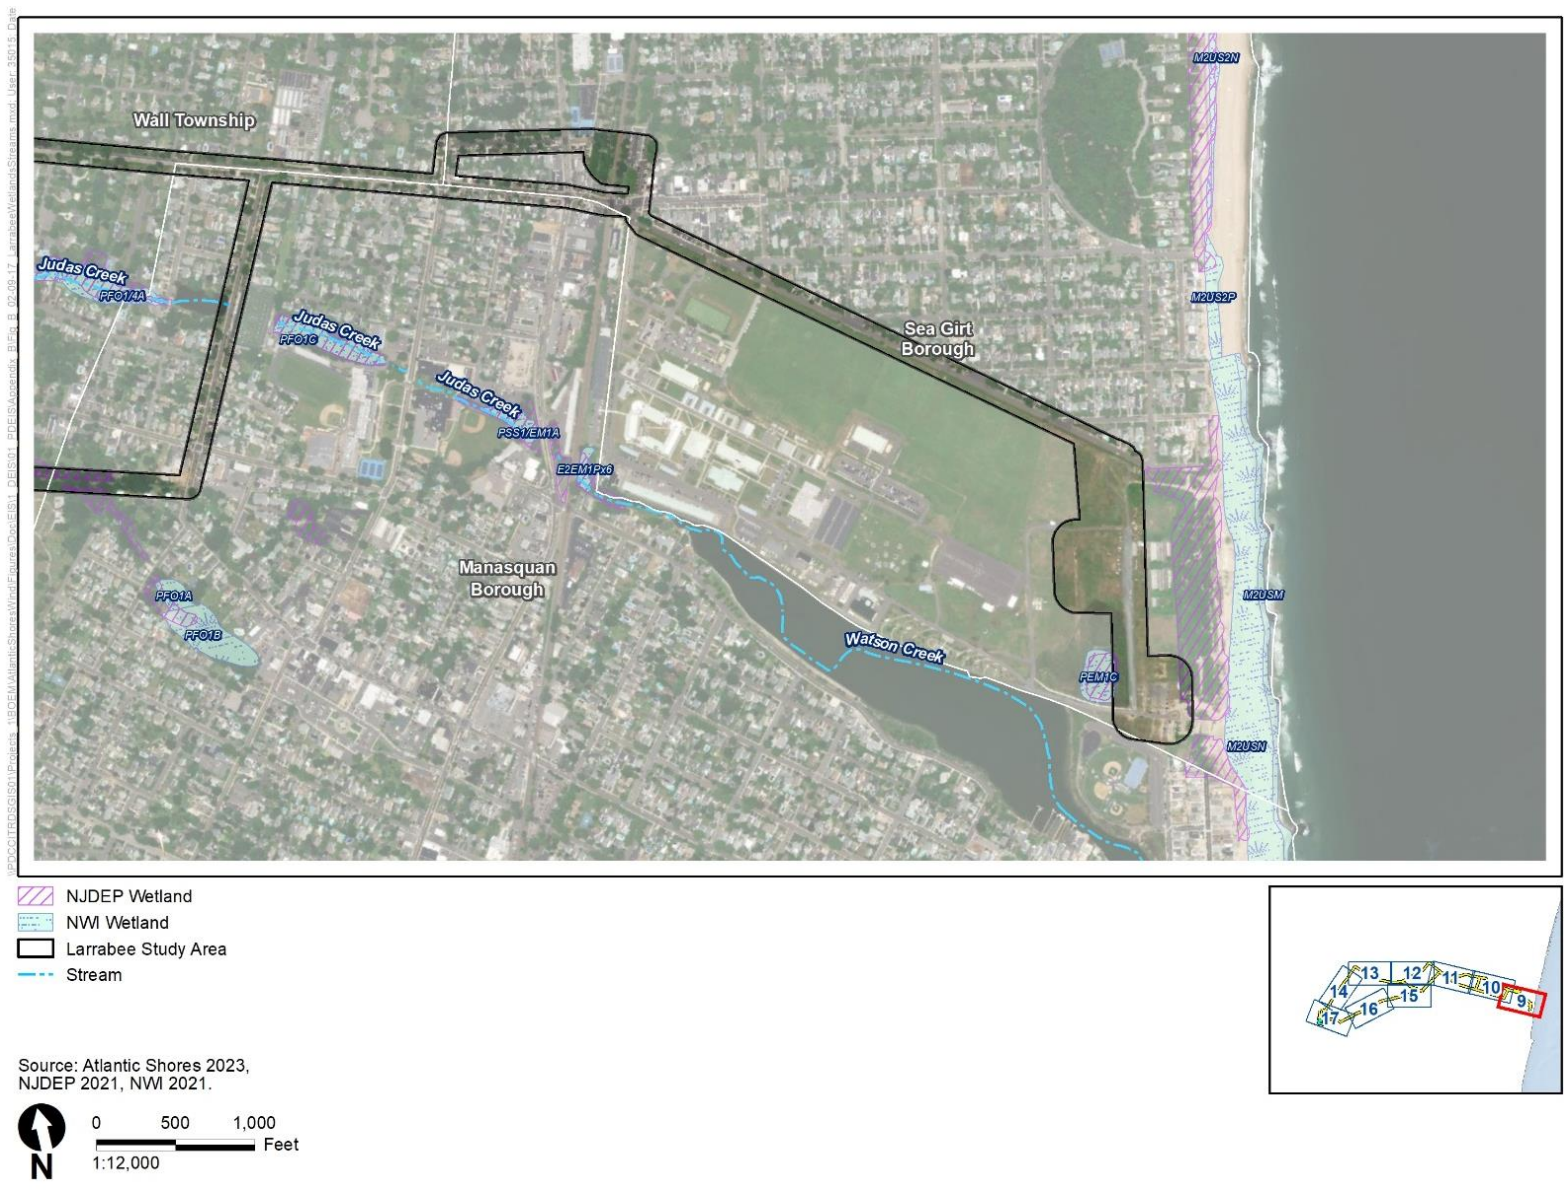 M2US2N
Wall Township
Judas Creek
PFO1/4A
M2US2P
Judas Creek
PFO1C
Sea Girt
Borough
Judas Creek
PSS1/EM1A
E2EM1Px6
Manasquan
Borough
PFO1A
PFO1B
M2USM
Watson Creek
PEM1C
M2USN
NJDEP Wetland
NWI Wetland
Larrabee Study Area
Stream
13
12
11
10
9
14
15
16
17
Source: Atlantic Shores 2023,
NJDEP 2021, NWI 2021.
0 500 1,000
Feet
1:12,000
N